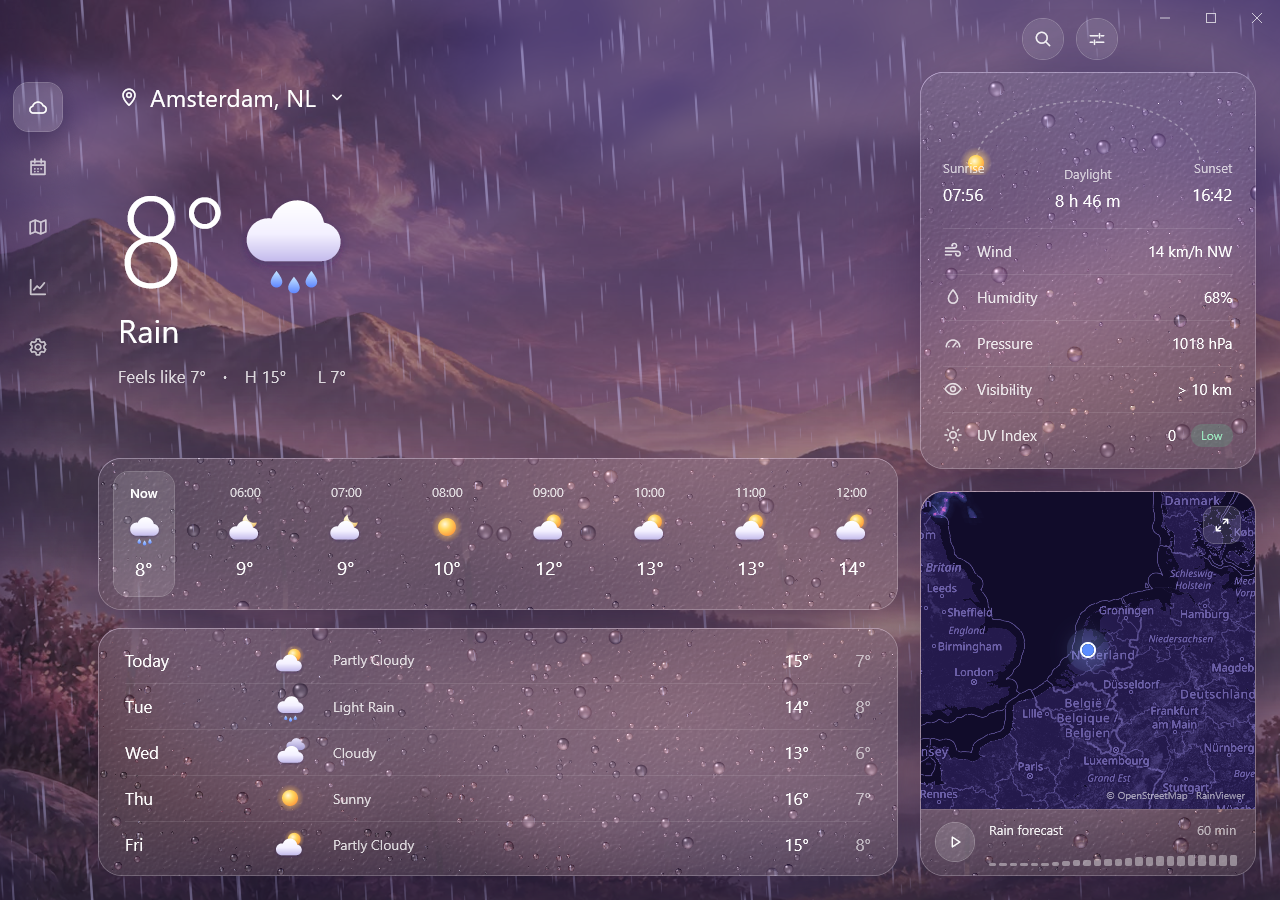 Amsterdam, NL
8°
Rain
Feels like 7° · H 15° L 7°
Sunrise Daylight Sunset
07:56 8 h 46 m 16:42
Wind 14 km/h NW
Humidity 68%
Pressure 1018 hPa
Visibility > 10 km
UV Index 0 Low
Now 06:00 07:00 08:00 09:00 10:00 11:00 12:00
8° 9° 9° 10° 12° 13° 13° 14°
Today Partly Cloudy 15° 7°
Tue Light Rain 14° 8°
Wed Cloudy 13° 6°
Thu Sunny 16° 7°
Fri Partly Cloudy 15° 8°
Danmark
Britain
Leeds
Schleswig-
Holstein
Sheffield
Groningen
Hamburg
England
Niedersachsen
Birmingham
Nederland
London
Düsseldorf
Magdeb
Deutschland
België
Belgique /
Belgien
Lille
Frankfurt
am Main
Nürnberg
Luxembourg
Paris
Grand Est
Stuttgart
Rennes
© OpenStreetMap RainViewer
Rain forecast 60 min